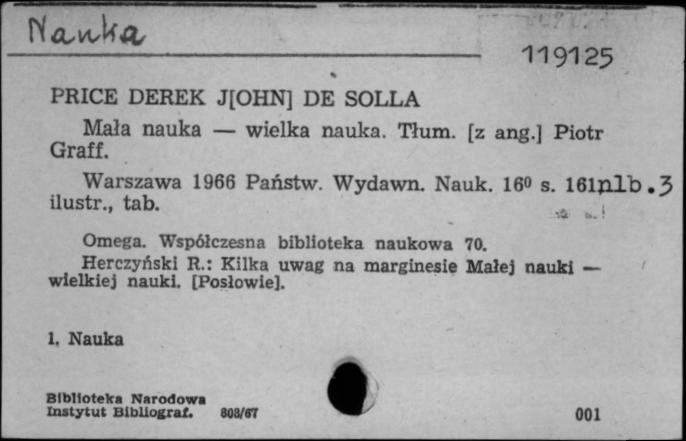 Nauka
119125
PRICE DEREK J[OHN] DE SOLLA
Mała nauka — wielka nauka. Tłum. [z ang.] Piotr
Graff.
Warszawa 1966 Państw. Wydawn. Nauk. 16⁰ s. 161nlb.3
ilustr., tab.
Omega. Współczesna biblioteka naukowa 70.
Herczyński R.: Kilka uwag na marginesie Małej nauki —
wielkiej nauki. [Posłowie].
1. Nauka
Biblioteka Narodowa
Instytut Bibliograf. 808/67
001